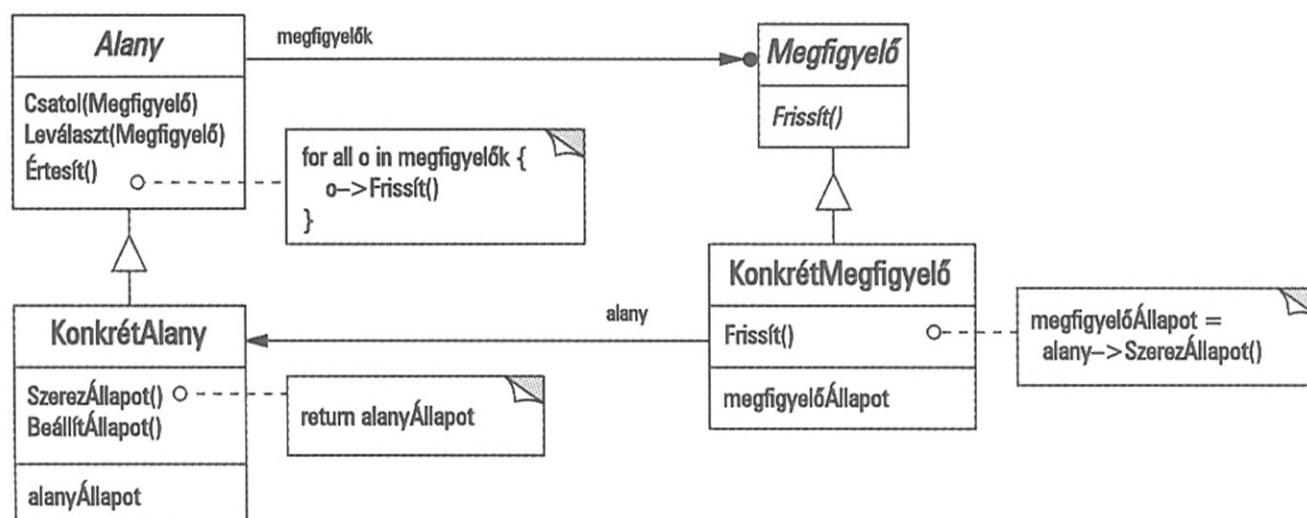 Alany
Csatol(Megfigyelő)
Leválaszt(Megfigyelő)
Értesít()
megfigyelők
for all o in megfigyelők {
o–>Frissít()
}
Megfigyelő
Frissít()
KonkrétAlany
SzerezÁllapot()
BeállítÁllapot()
alanyÁllapot
return alanyÁllapot
alany
KonkrétMegfigyelő
Frissít()
megfigyelőÁllapot
megfigyelőÁllapot =
alany–>SzerezÁllapot()